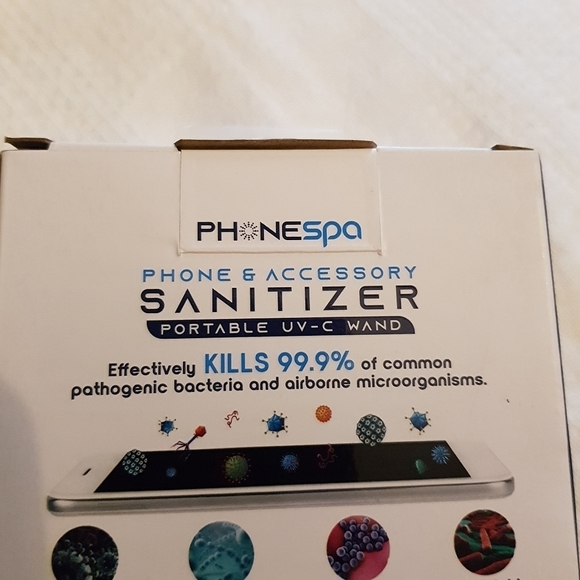 PHONEspa
PHONE & ACCESSORY
SANITIZER
PORTABLE UV-C WAND
Effectively KILLS 99.9% of common
pathogenic bacteria and airborne microorganisms.